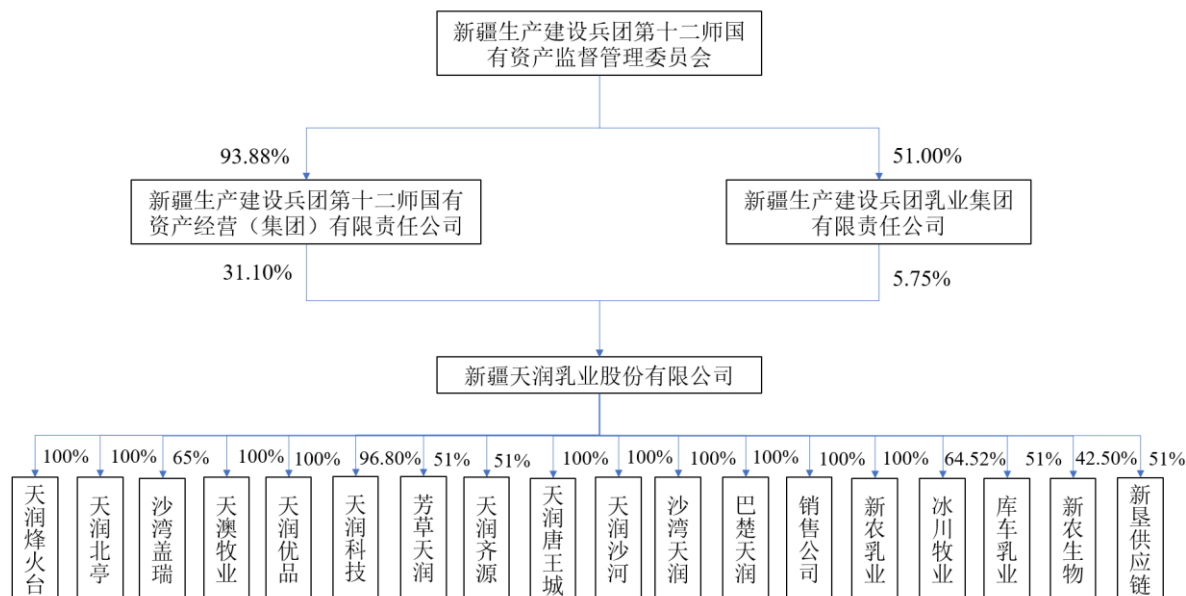 新疆生产建设兵团第十二师国
有资产监督管理委员会
93.88%
51.00%
新疆生产建设兵团第十二师国有
资产经营（集团）有限责任公司
新疆生产建设兵团乳业集团
有限责任公司
31.10%
5.75%
新疆天润乳业股份有限公司
100%
100%
65%
100%
100%
96.80%
51%
51%
100%
100%
100%
100%
100%
100%
64.52%
51%
42.50%
51%
天润烽火台
天润北亭
沙湾盖瑞
天澳牧业
天润优品
天润科技
芳草天润
天润齐源
天润唐王城
天润沙河
沙湾天润
巴楚天润
销售公司
新农乳业
冰川牧业
库车乳业
新农生物
新垦供应链